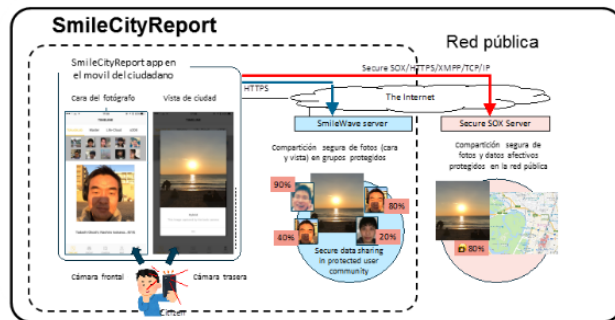 SmileCityReport
Red pública
SmileCityReport app en
el movil del ciudadano
Secure SOX/HTTPS/XMPP/TCP/IP
HTTPS
The Internet
Cara del fotógrafo
Vista de ciudad
SmileWave server
Secure SOX Server
Compartición segura
de fotos (cara
y vista) en grupos protegidos
Compartición segura de
fotos y datos afectivos
protegidos en la red pública
90%
80%
40%
20%
80%
Secure data sharing
in protected user
community
Cámara frontal
Cámara trasera
Citizen